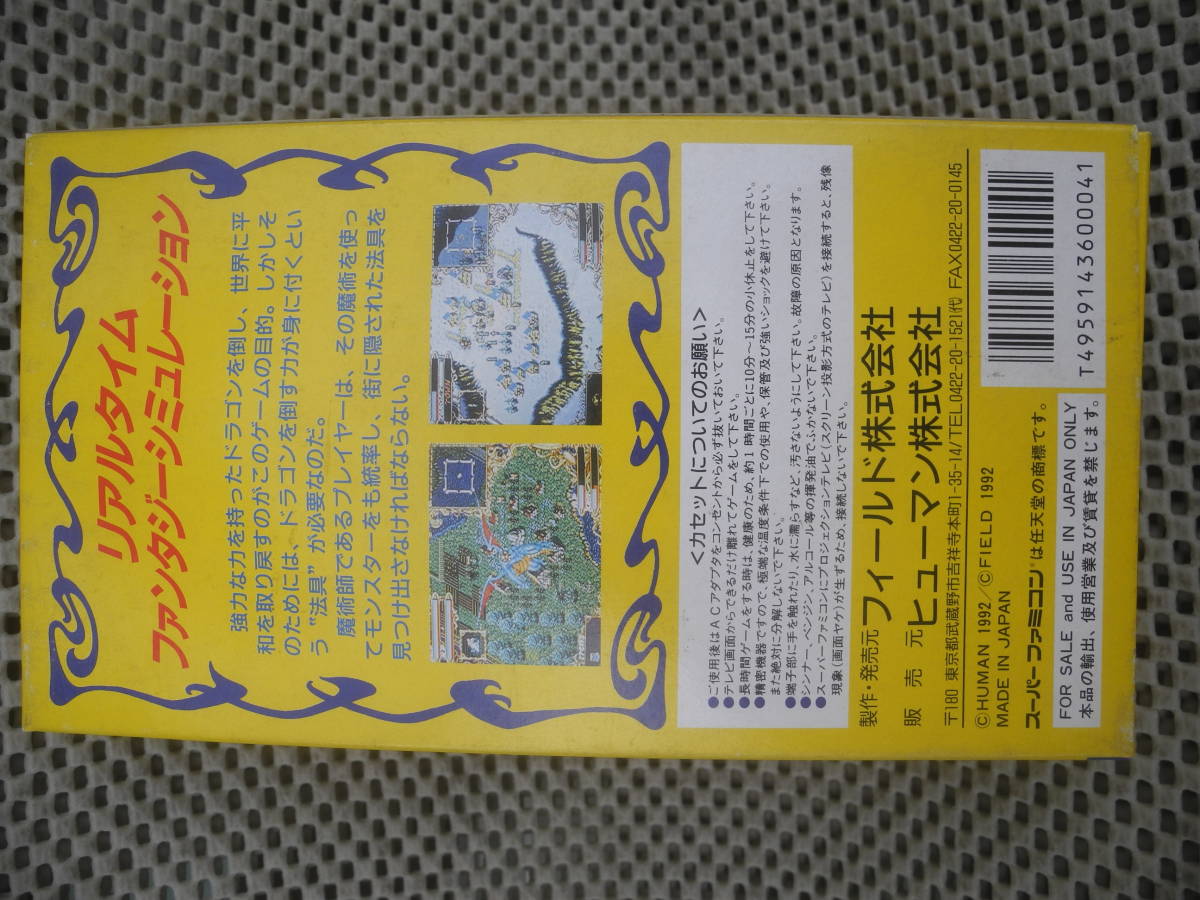 リアルタイム
ファンタジーシミュレーション
強力な力を持ったドラゴンを倒し、世界に平
和を取り戻すのがこのゲームの目的。しかしそ
のためには、ドラゴンを倒す力が身に付くとい
う“法具”が必要なのだ。
魔術師であるプレイヤーは、その魔術を使っ
てモンスターをも統率し、街に隠された法具を
見つけ出さなければならない。
<カセットについてのお願い>
●ご使用後はACアダプタをコンセントから必ず抜いておいて下さい。
●テレビ画面からできるだけ離れてゲームをして下さい。
●長時間ゲームをする時は、健康のため、約1時間ごとに10分〜15分の小休止をして下さい。
●精密機器ですので、極端な温度条件下での使用や、保管及び強いショックを避けて下さい。
また絶対に分解しないで下さい。
●端子部に手を触れたり、水に濡らすなど、汚さないようにして下さい。故障の原因となります。
●シンナー、ベンジン、アルコール等の揮発油でふかないで下さい。
●スーパーファミコンにプロジェクションテレビ(スクリーン投影方式のテレビ)を接続すると、残像
現象(画面ヤケ)が生ずるため、接続しないで下さい。
製作・発売元 フィールド株式会社
販売元 ヒューマン株式会社
〒180 東京都武蔵野市吉祥寺本町1-35-14/TEL0422-20-1521(代) FAX0422-20-0145
©HUMAN 1992/©FIELD 1992
MADE IN JAPAN
スーパーファミコン®は任天堂の商標です。
FOR SALE and USE IN JAPAN ONLY
本品の輸出、使用営業及び賃貸を禁じます。
T4959143600041